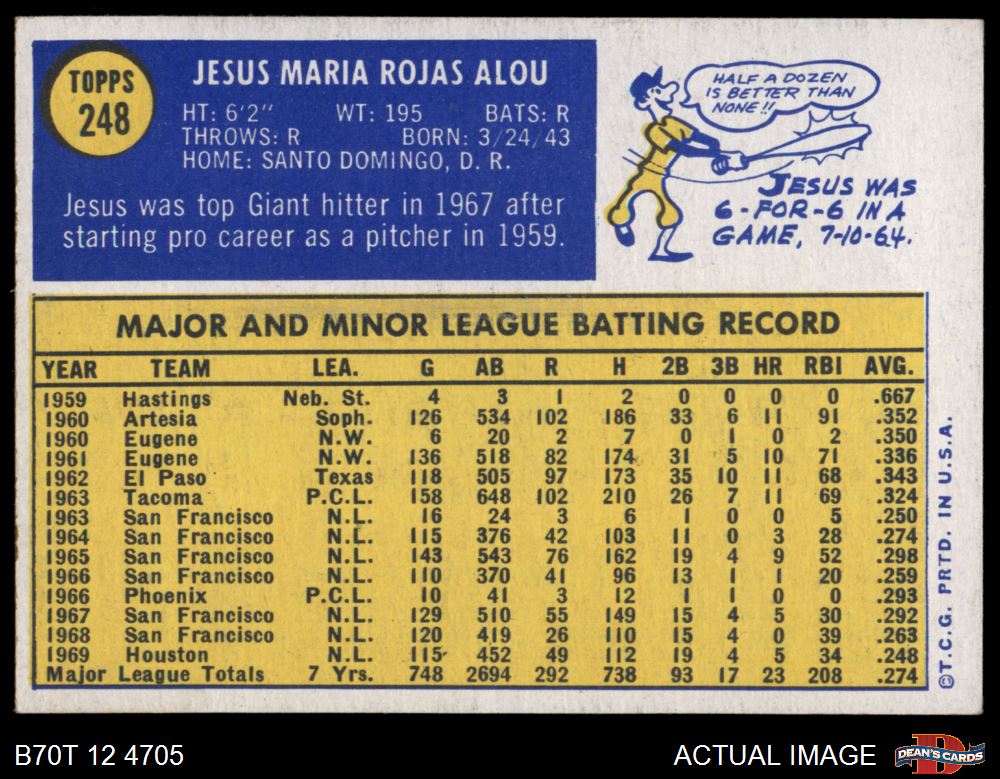 TOPPS
248
JESUS MARIA ROJAS ALOU
HT: 6'2" WT: 195 BATS: R
THROWS: R BORN: 3/24/43
HOME: SANTO DOMINGO, D. R.
Jesus was top Giant hitter in 1967 after
starting pro career as a pitcher in 1959.
HALF A DOZEN
IS BETTER THAN
NONE!!
JESUS WAS
6-FOR-6 IN A
GAME, 7-10-64.
MAJOR AND MINOR LEAGUE BATTING RECORD
YEAR TEAM LEA. G AB R H 2B 3B HR RBI AVG.
1959 Hastings Neb. St. 4 3 1 2 0 0 0 0 .667
1960 Artesia Soph. 126 534 102 186 33 6 11 91 .352
1960 Eugene N.W. 6 20 2 7 0 1 0 2 .350
1961 Eugene N.W. 136 518 82 174 31 5 10 71 .336
1962 El Paso Texas 118 505 97 173 35 10 11 68 .343
1963 Tacoma P.C.L. 158 648 102 210 26 7 11 69 .324
1963 San Francisco N.L. 16 24 3 6 1 0 0 5 .250
1964 San Francisco N.L. 115 376 42 103 11 0 3 28 .274
1965 San Francisco N.L. 143 543 76 162 19 4 9 52 .298
1966 San Francisco N.L. 110 370 41 96 13 1 1 20 .259
1966 Phoenix P.C.L. 10 41 3 12 1 1 0 0 .293
1967 San Francisco N.L. 129 510 55 149 15 4 5 30 .292
1968 San Francisco N.L. 120 419 26 110 15 4 0 39 .263
1969 Houston N.L. 115 452 49 112 19 4 5 34 .248
Major League Totals 7 Yrs. 748 2694 292 738 93 17 23 208 .274
©T.C.G. PRTD. IN U.S.A.
B70T 12 4705
ACTUAL IMAGE
D
DEAN'S CARDS